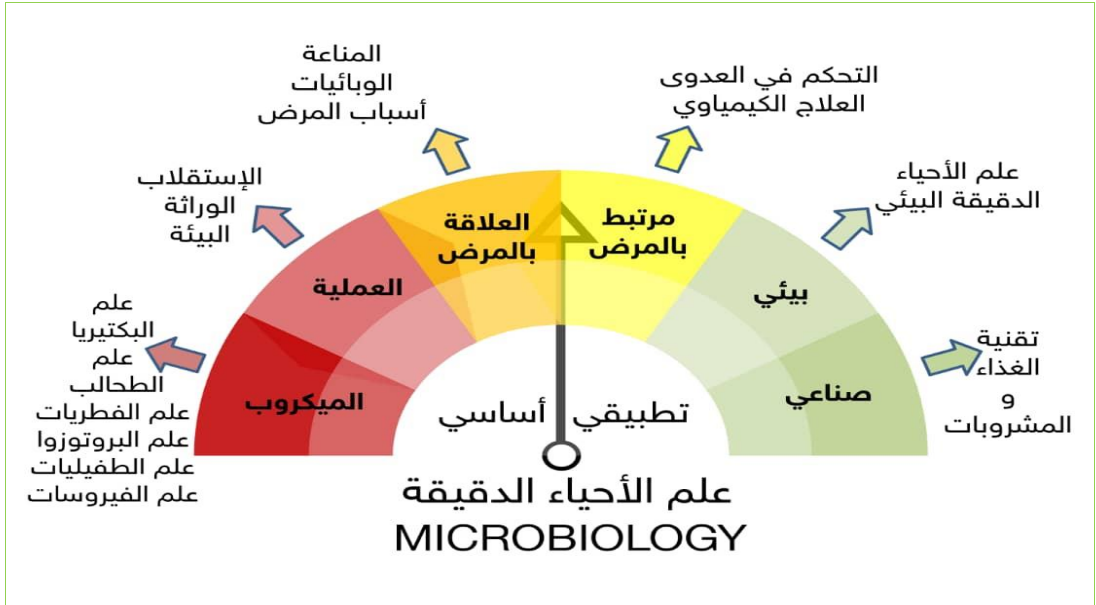 المناعة
الوبائيات
أسباب المرض
التحكم في العدوى
العلاج الكيمياوي
الإستقلاب
الوراثة
البيئة
علم الأحياء
الدقيقة البيئي
علم
البكتيريا
علم
الطحالب
علم الفطريات
علم البروتوزوا
علم الطفيليات
علم الفيروسات
تقنية
الغذاء
و
المشروبات
العلاقة
بالمرض
مرتبط
بالمرض
العملية
بيئي
الميكروب
صناعي
أساسي
تطبيقي
علم الأحياء الدقيقة
MICROBIOLOGY